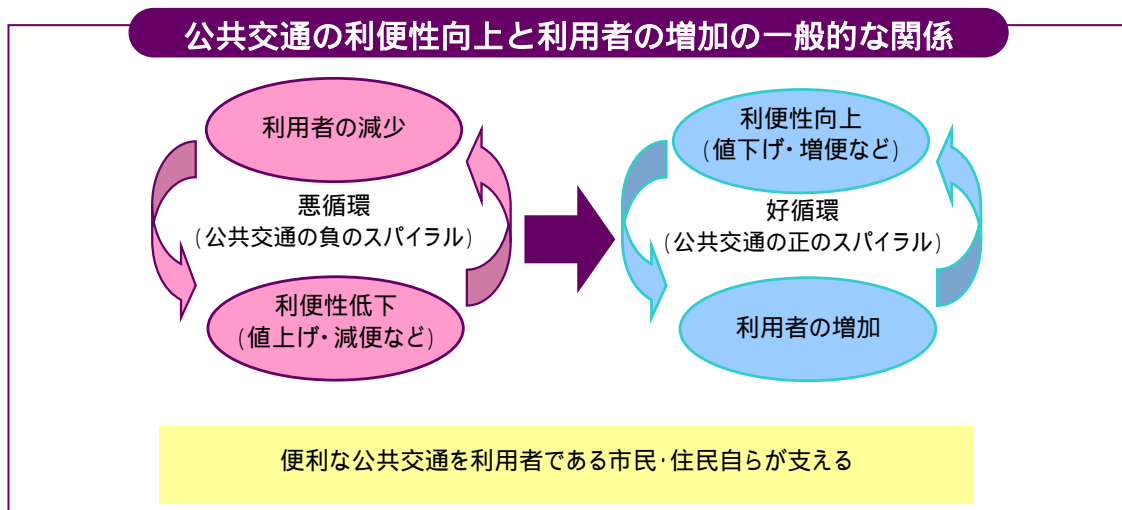 公共交通の利便性向上と利用者の増加の一般的な関係
利用者の減少
悪循環
(公共交通の負のスパイラル)
利便性低下
(値上げ・減便など)
利便性向上
(値下げ・増便など)
好循環
(公共交通の正のスパイラル)
利用者の増加
便利な公共交通を利用者である市民・住民自らが支える